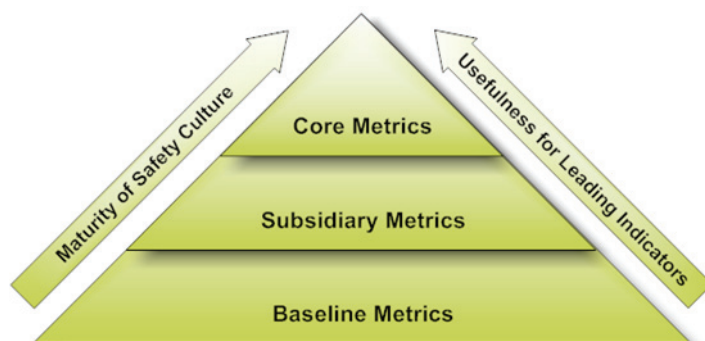 Maturity of Safety Culture
Usefulness for Leading Indicators
Core Metrics
Subsidiary Metrics
Baseline Metrics